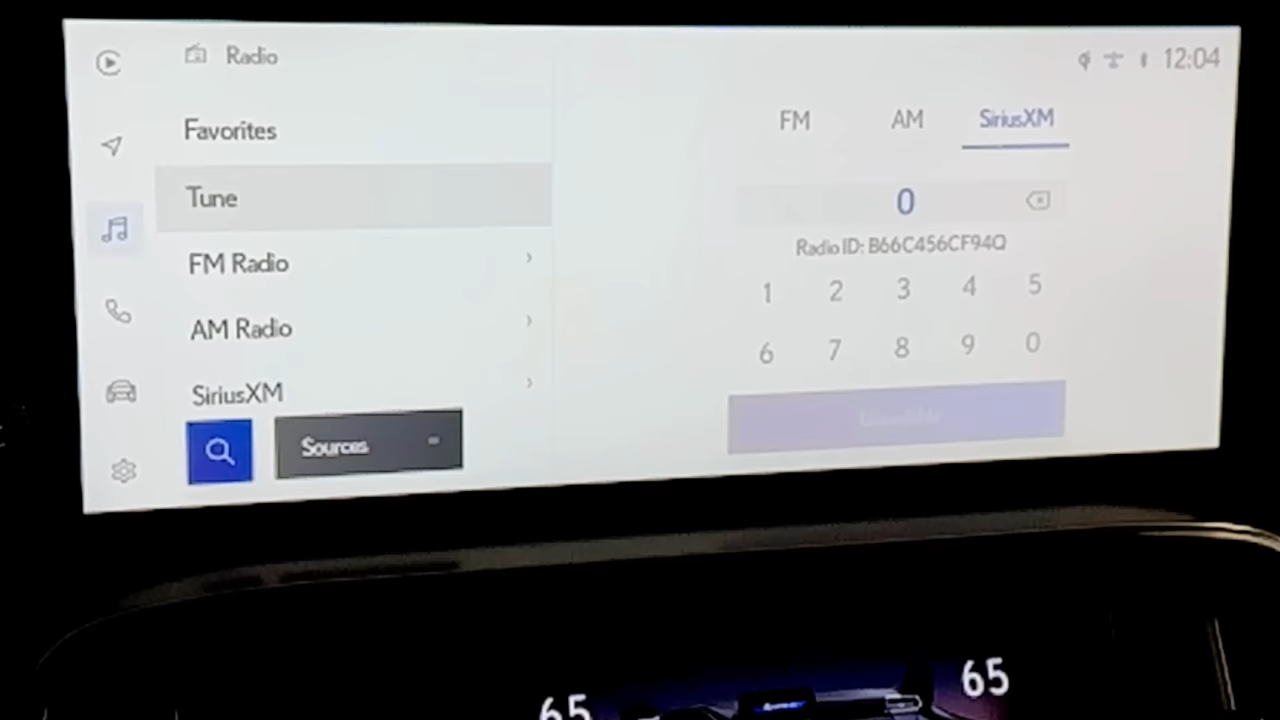 Radio
12:04
Favorites
Tune
FM Radio
AM Radio
SiriusXM
Sources
FM AM SiriusXM
0
Radio ID: B66C456CF94Q
1 2 3 4 5
6 7 8 9 0
65
65